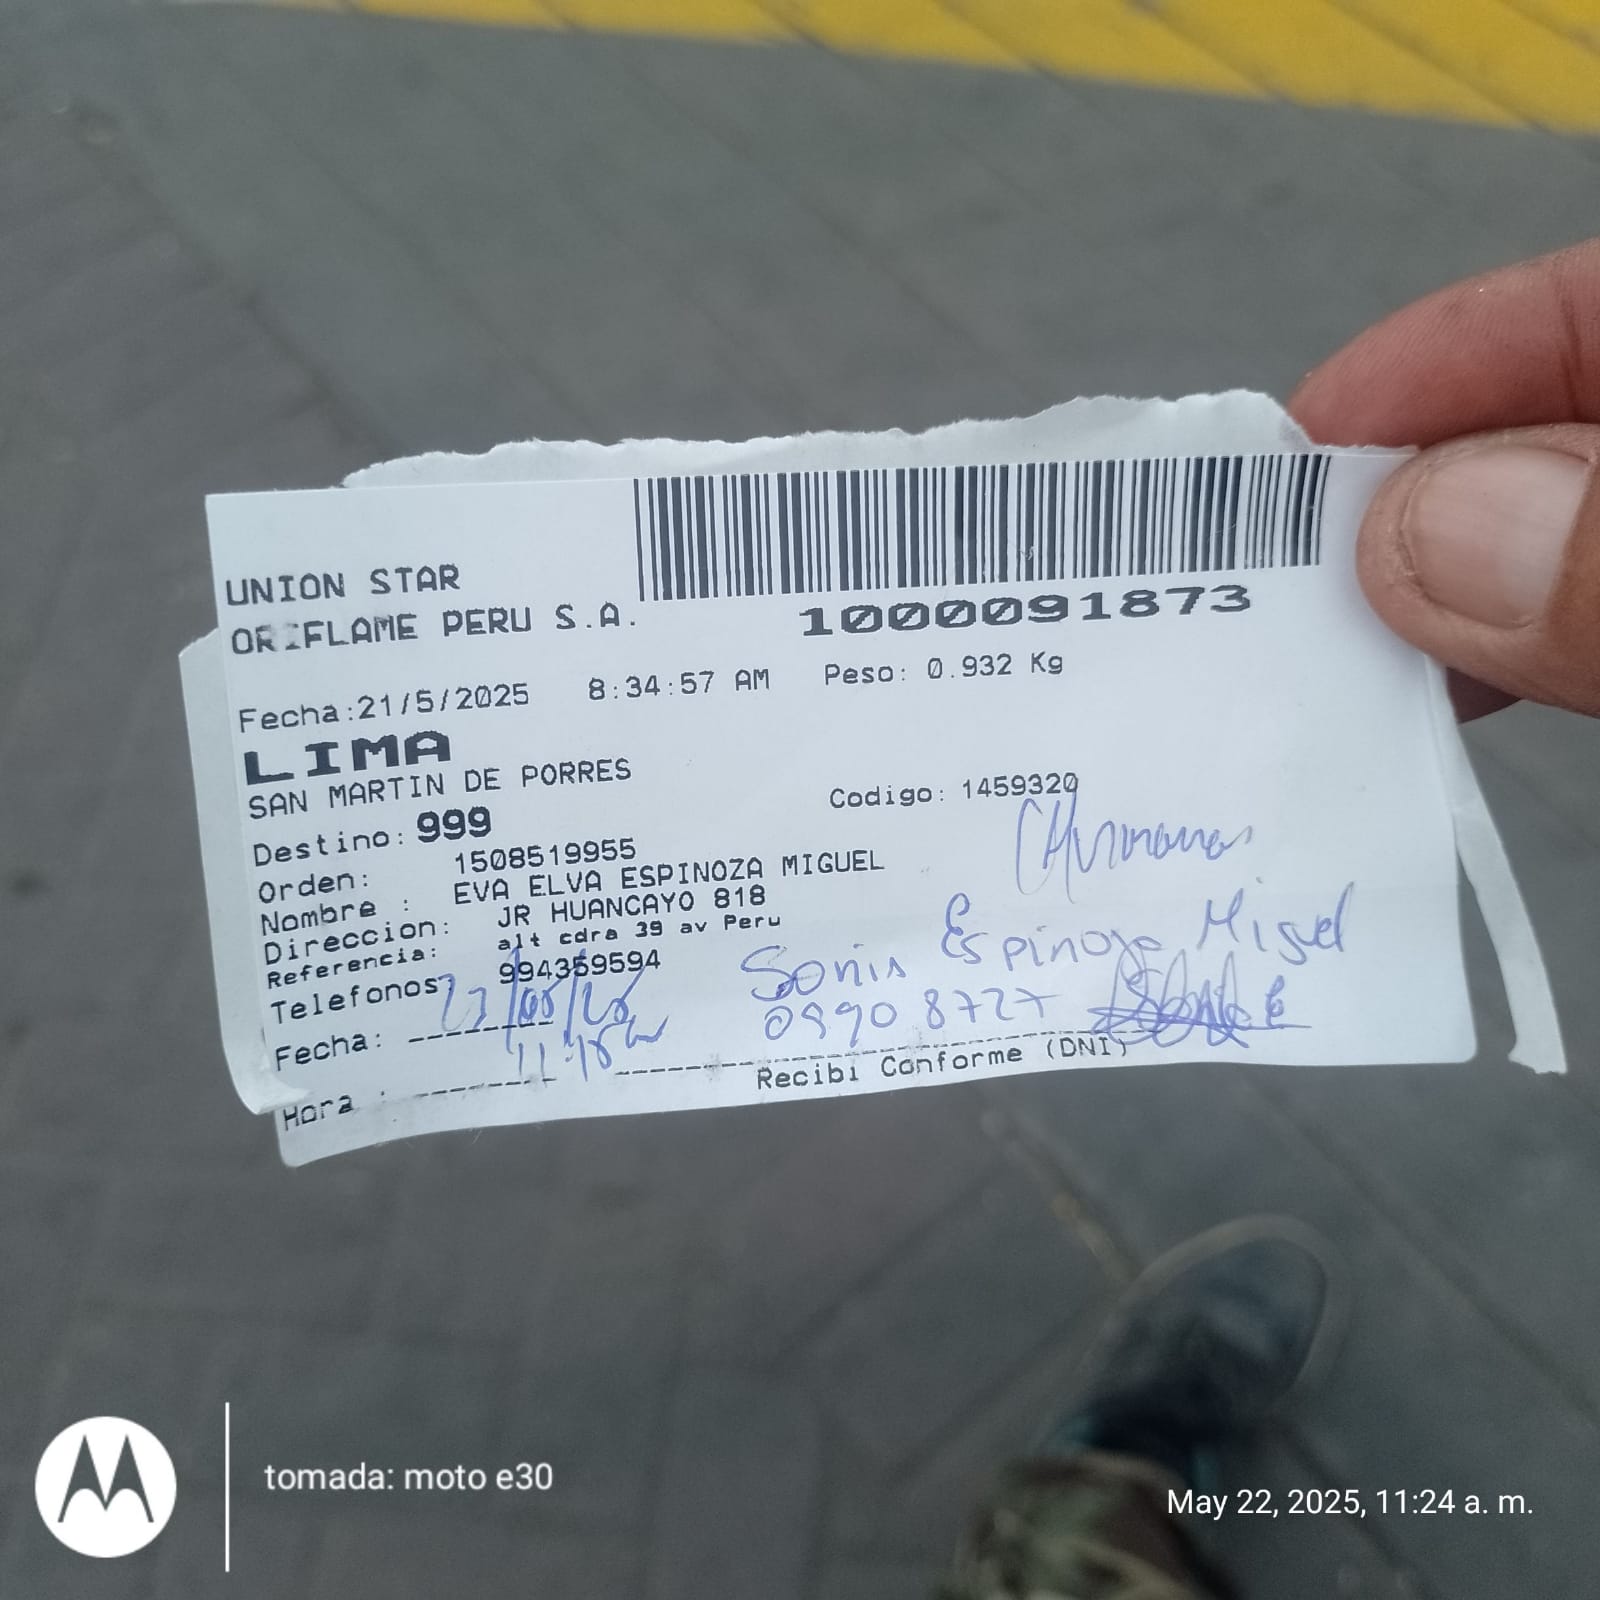 UNION STAR
ORIFLAME PERU S.A.
1000091873
Fecha:21/5/2025 8:34:57 AM Peso: 0.932 Kg
LIMA
SAN MARTIN DE PORRES
Destino: 999 Codigo: 1459320
Orden: 1508519955
Nombre : EVA ELVA ESPINOZA MIGUEL
Direccion: JR HUANCAYO 818
Referencia: alt cdra 39 av Peru
Telefonos: 994359594
Sonia Espinoza Miguel
09908727
Fecha:
Hora :
Recibi Conforme (DNI)
tomada: moto e30
May 22, 2025, 11:24 a. m.